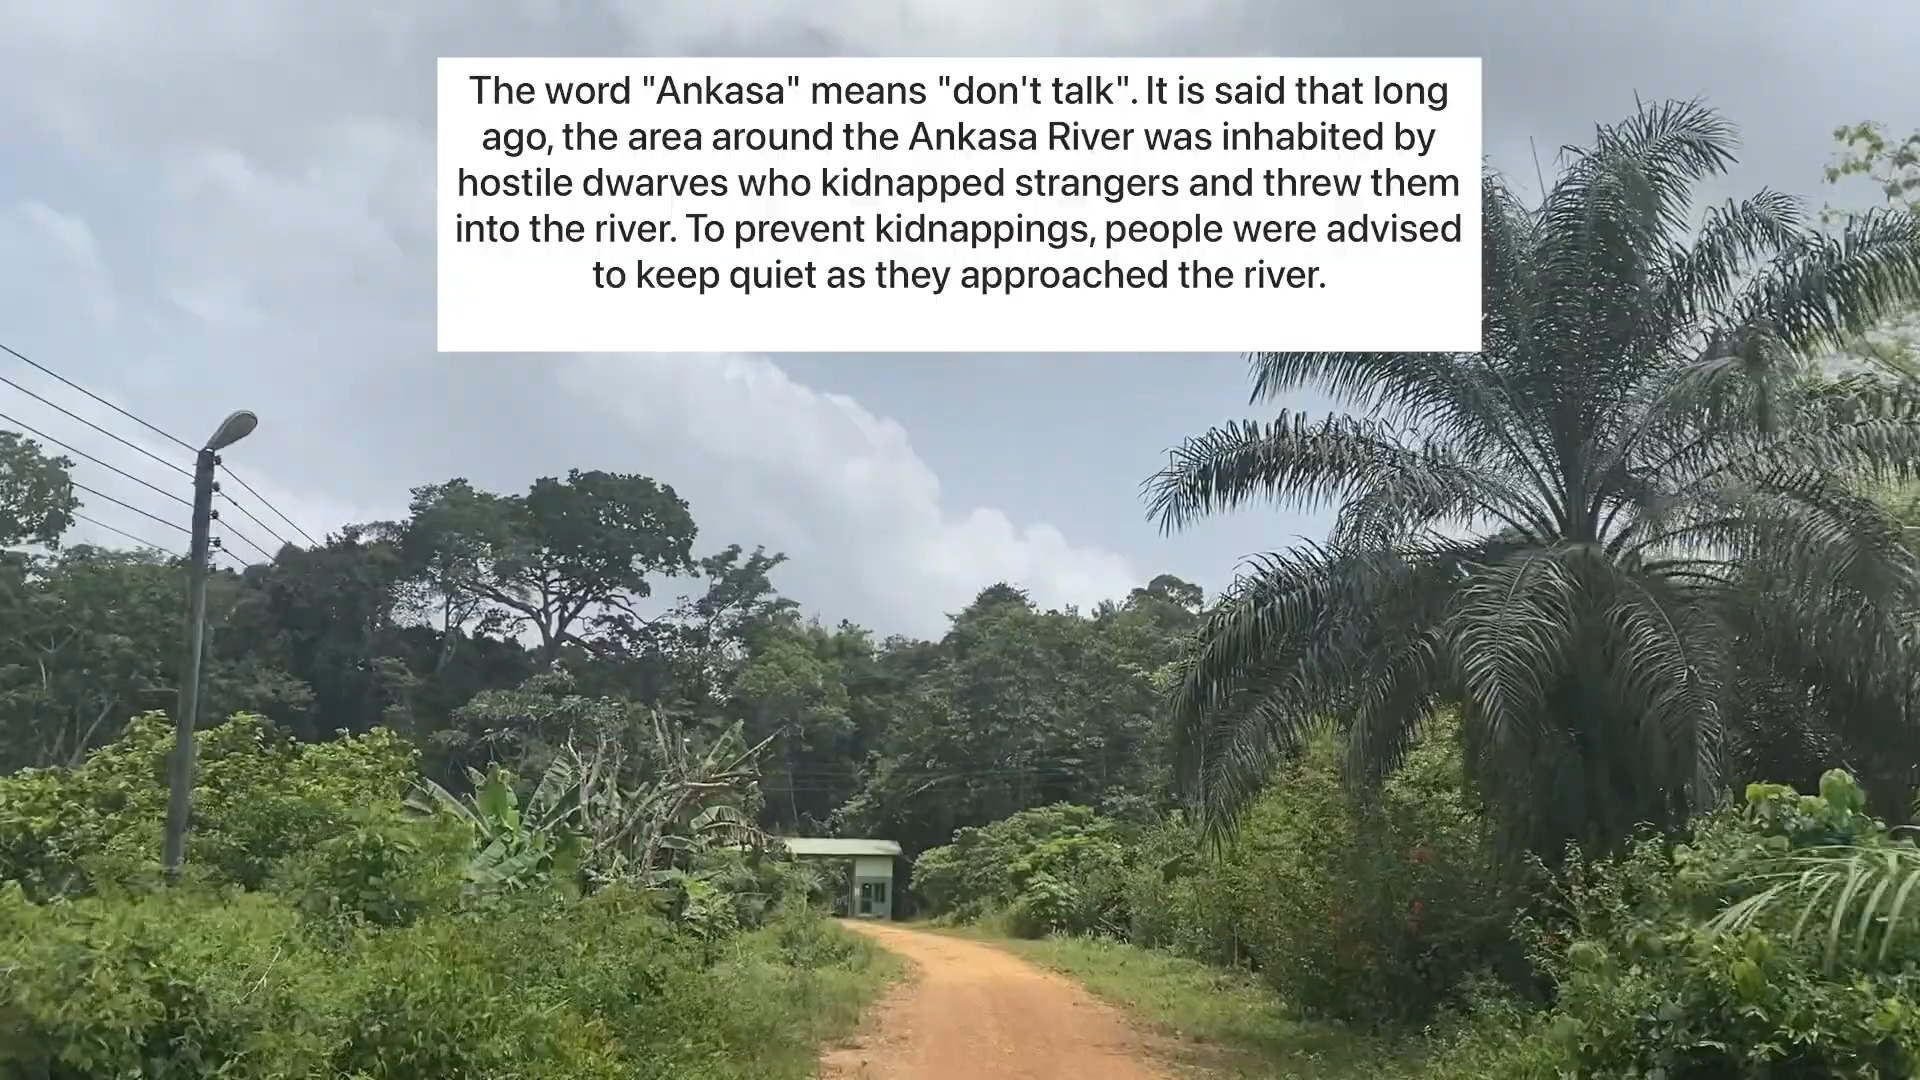 The word "Ankasa" means "don't talk". It is said that long
ago, the area around the Ankasa River was inhabited by
hostile dwarves who kidnapped strangers and threw them
into the river. To prevent kidnappings, people were advised
to keep quiet as they approached the river.